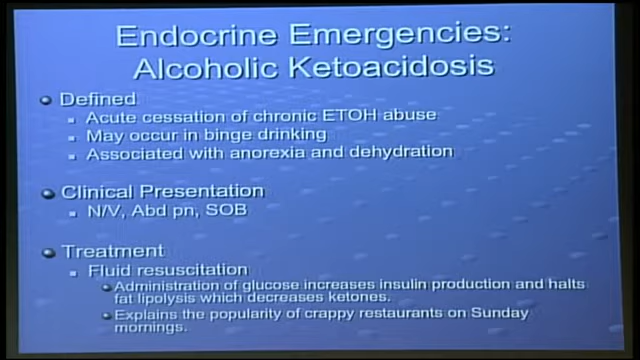 Endocrine Emergencies:
Alcoholic Ketoacidosis
Defined
Acute cessation of chronic ETOH abuse
May occur in binge drinking
Associated with anorexia and dehydration
Clinical Presentation
N/V, Abd pn, SOB
Treatment
Fluid resuscitation
Administration of glucose increases insulin production and halts
fat lipolysis which decreases ketones.
Explains the popularity of crappy restaurants on Sunday
mornings.